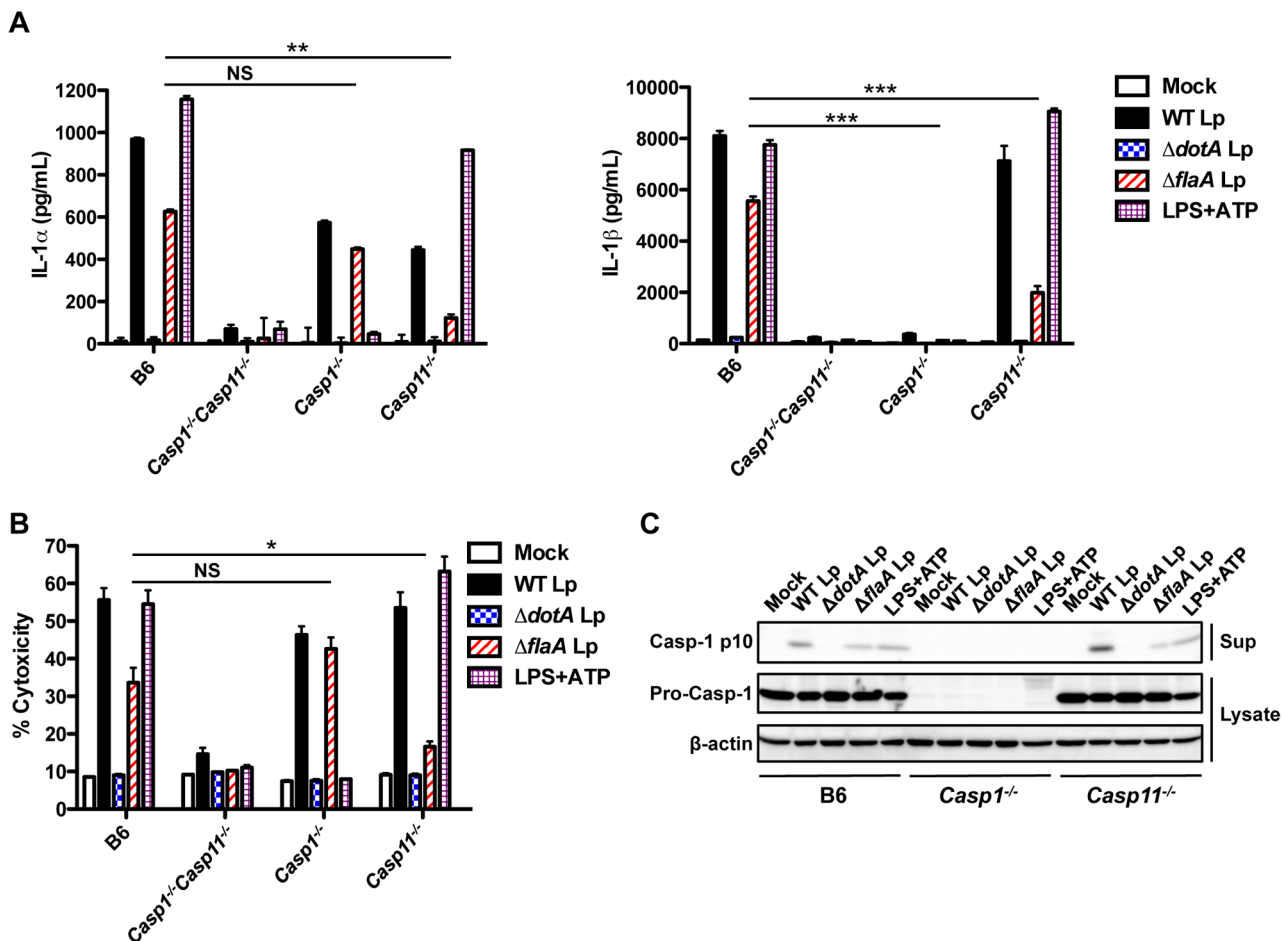 A
**
NS
1200
1000
800
600
400
200
0
IL-1α (pg/mL)
B6
Casp1-/-Casp11-/-
Casp1-/-
Casp11-/-
***
***
10000
8000
6000
4000
2000
0
IL-1β (pg/mL)
B6
Casp1-/-Casp11-/-
Casp1-/-
Casp11-/-
Mock
WT Lp
ΔdotA Lp
ΔflaA Lp
LPS+ATP
B
*
NS
70
60
50
40
30
20
10
0
% Cytoxicity
B6
Casp1-/-Casp11-/-
Casp1-/-
Casp11-/-
Mock
WT Lp
ΔdotA Lp
ΔflaA Lp
LPS+ATP
C
Mock WT Lp ΔdotA Lp ΔflaA Lp LPS+ATP Mock WT Lp ΔdotA Lp ΔflaA Lp LPS+ATP Mock WT Lp ΔdotA Lp ΔflaA Lp LPS+ATP
Casp-1 p10 Sup
Pro-Casp-1
Lysate
β-actin
B6 Casp1-/- Casp11-/-